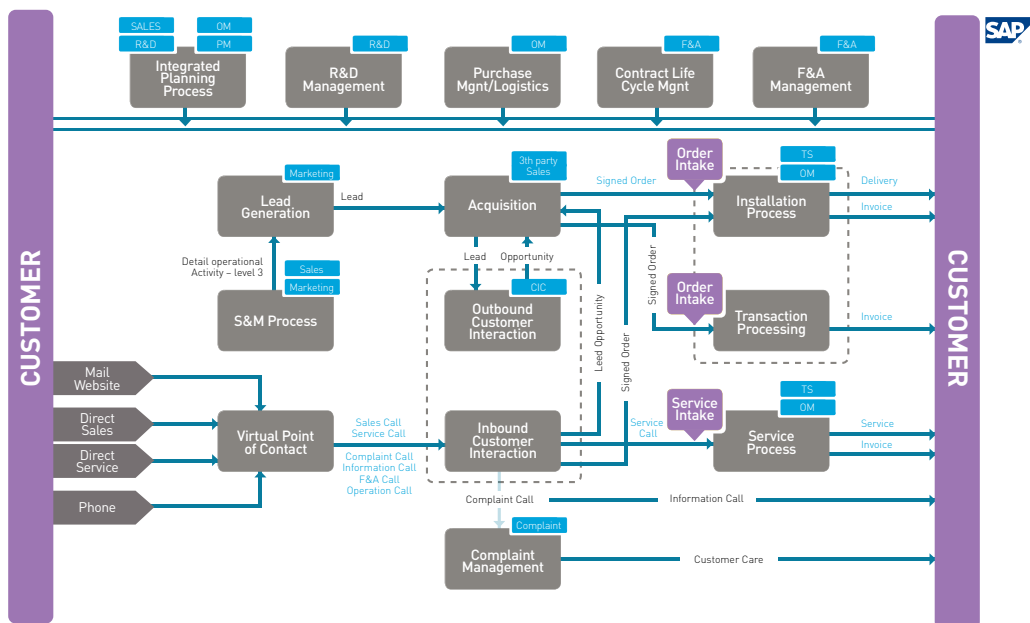 SALES
OM
R&D
PM
Integrated
Planning
Process
R&D
R&D
Management
OM
Purchase
Mgnt/Logistics
F&A
Contract Life
Cycle Mgnt
F&A
F&A
Management
SAP
CUSTOMER
CUSTOMER
Marketing
Lead
Generation
Lead
3th party
Sales
Acquisition
Signed Order
Order
Intake
TS
OM
Installation
Process
Delivery
Invoice
Detail operational
Activity – level 3
Sales
Marketing
S&M Process
Lead
Opportunity
CIC
Outbound
Customer
Interaction
Leed Opportunity
Signed Order
Signed Order
Order
Intake
Transaction
Processing
Invoice
Mail
Website
Direct
Sales
Direct
Service
Phone
Virtual Point
of Contact
Sales Call
Service Call
Complaint Call
Information Call
F&A Call
Operation Call
Inbound
Customer
Interaction
Service
Call
Service
Intake
TS
OM
Service
Process
Service
Invoice
Complaint Call
Information Call
Complaint
Complaint
Management
Customer Care